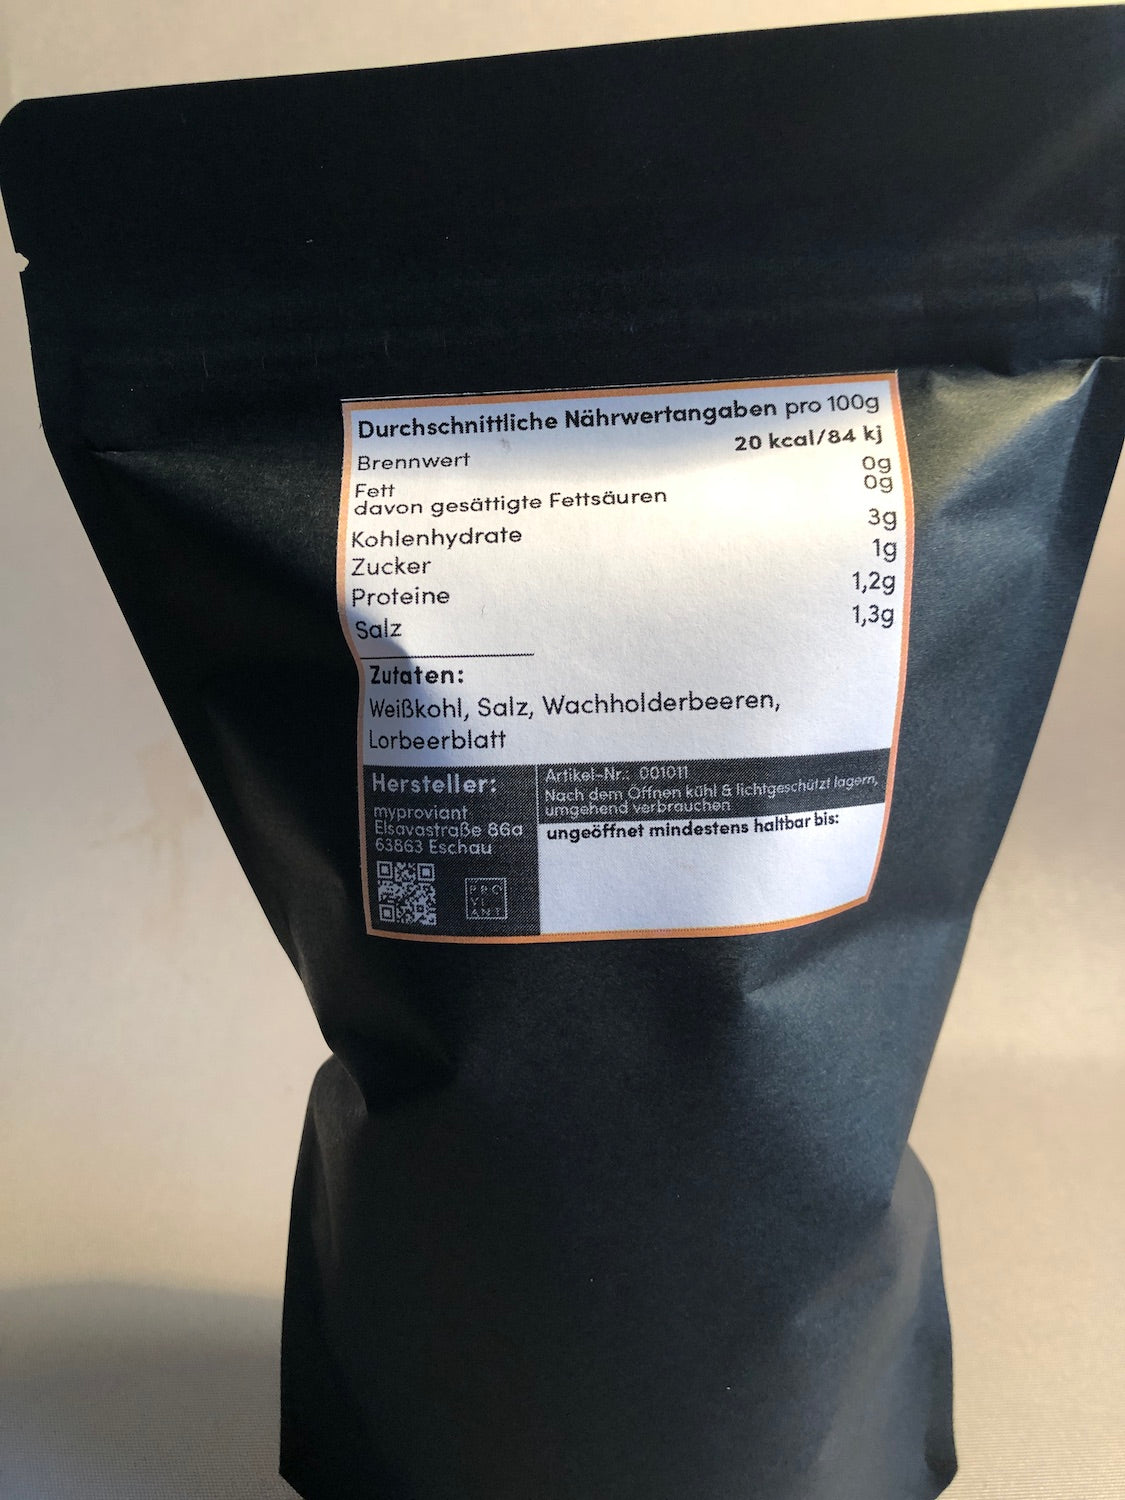 Durchschnittliche Nährwertangaben pro 100g
Brennwert 20 kcal/84 kj
Fett 0g
davon gesättigte Fettsäuren 0g
Kohlenhydrate 3g
Zucker 1g
Proteine 1,2g
Salz 1,3g
Zutaten:
Weißkohl, Salz, Wachholderbeeren,
Lorbeerblatt
Hersteller:
myproviant
Elsavastraße 86a
63863 Eschau
PRO
VI
ANT
Artikel-Nr.: 001011
Nach dem Öffnen kühl & lichtgeschützt lagern,
umgehend verbrauchen
ungeöffnet mindestens haltbar bis: